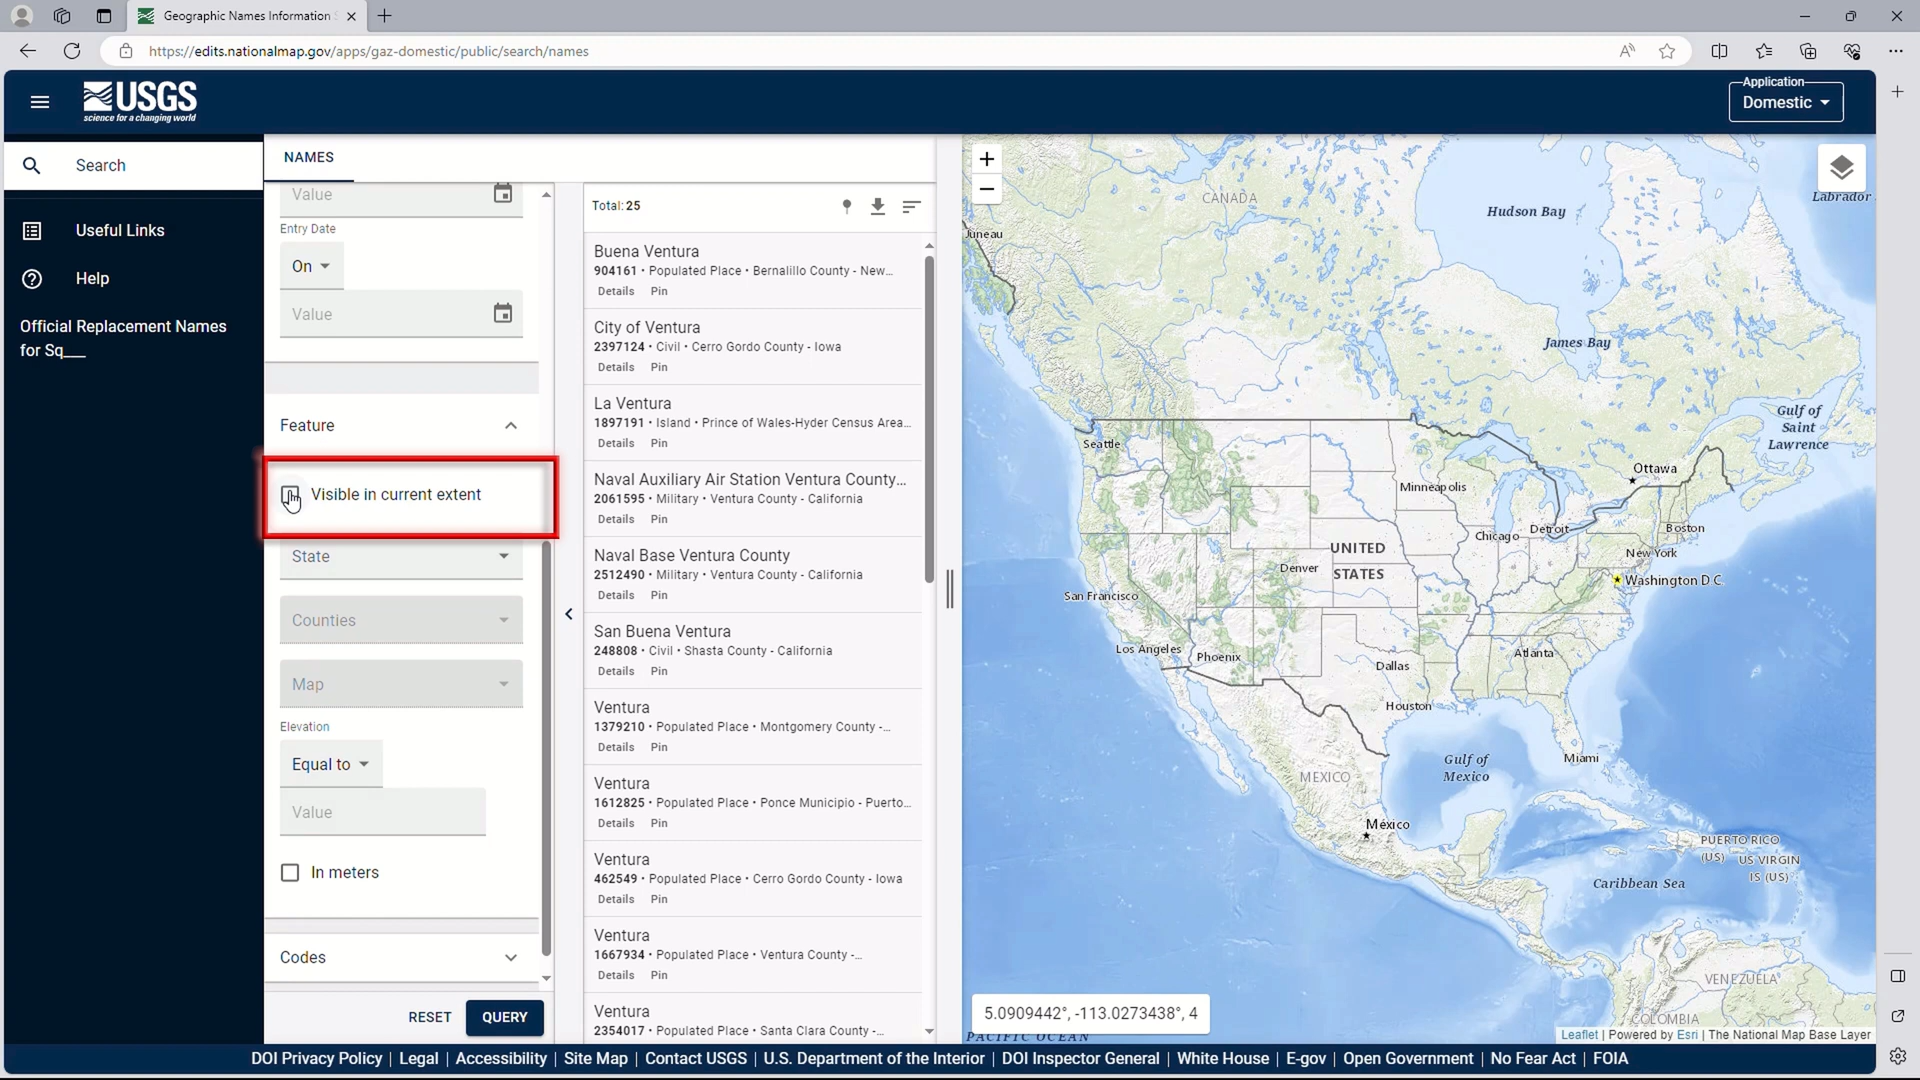 Geographic Names Information S
https://edits.nationalmap.gov/apps/gaz-domestic/public/search/names
USGS
science for a changing world
Application
Domestic
Search
Useful Links
Help
Official Replacement Names
for Sq___
NAMES
Value
Entry Date
On
Value
Feature
Visible in current extent
State
Counties
Map
Elevation
Equal to
Value
In meters
Codes
RESET
QUERY
Total: 25
Buena Ventura
904161 • Populated Place • Bernalillo County - New...
Details Pin
City of Ventura
2397124 • Civil • Cerro Gordo County - Iowa
Details Pin
La Ventura
1897191 • Island • Prince of Wales-Hyder Census Area...
Details Pin
Naval Auxiliary Air Station Ventura County...
2061595 • Military • Ventura County - California
Details Pin
Naval Base Ventura County
2512490 • Military • Ventura County - California
Details Pin
San Buena Ventura
248808 • Civil • Shasta County - California
Details Pin
Ventura
1379210 • Populated Place • Montgomery County -...
Details Pin
Ventura
1612825 • Populated Place • Ponce Municipio - Puerto...
Details Pin
Ventura
462549 • Populated Place • Cerro Gordo County - Iowa
Details Pin
Ventura
1667934 • Populated Place • Ventura County -...
Details Pin
Ventura
2354017 • Populated Place • Santa Clara County -...
+
−
CANADA
Hudson Bay
Labrador
Juneau
James Bay
Gulf of
Saint
Lawrence
Seattle
Ottawa
Minneapolis
Boston
Detroit
Chicago
New York
UNITED
STATES
Denver
Washington D.C.
San Francisco
Los Angeles
Phoenix
Atlanta
Dallas
Houston
Gulf of
Mexico
Miami
MEXICO
México
PUERTO RICO
(US)
US VIRGIN
IS (US)
Caribbean Sea
VENEZUELA
COLOMBIA
5.0909442°, -113.0273438°, 4
PACIFIC OCEAN
Leaflet | Powered by Esri | The National Map Base Layer
DOI Privacy Policy | Legal | Accessibility | Site Map | Contact USGS | U.S. Department of the Interior | DOI Inspector General | White House | E-gov | Open Government | No Fear Act | FOIA